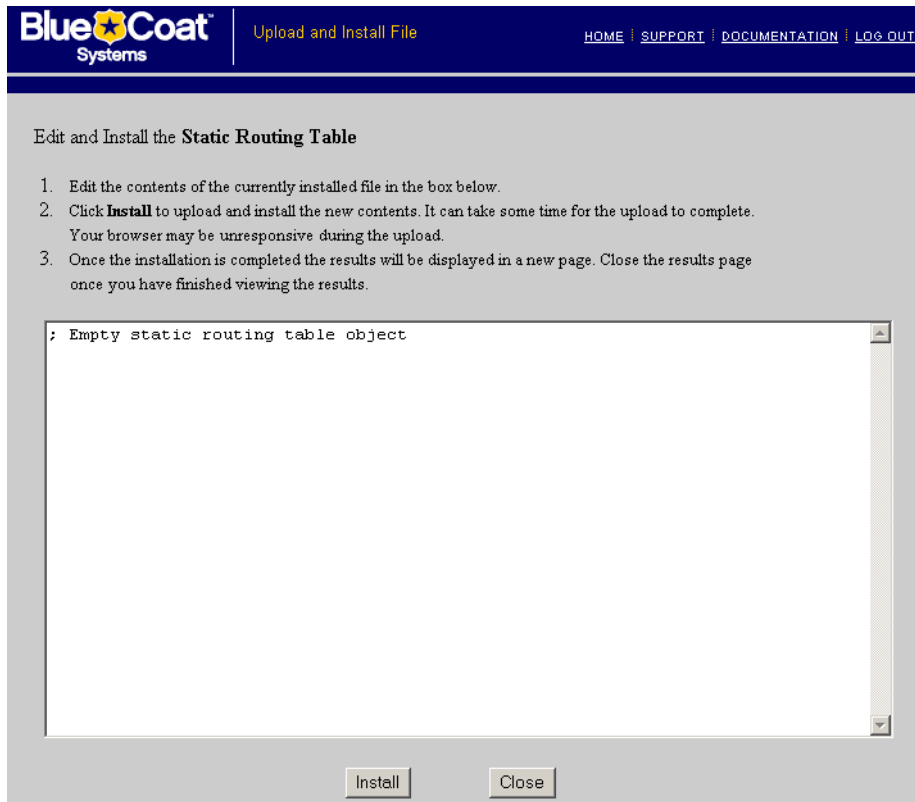 Blue Coat™
Systems
Upload and Install File
HOME SUPPORT DOCUMENTATION LOG OUT
Edit and Install the Static Routing Table
1. Edit the contents of the currently installed file in the box below.
2. Click Install to upload and install the new contents. It can take some time for the upload to complete.
Your browser may be unresponsive during the upload.
3. Once the installation is completed the results will be displayed in a new page. Close the results page
once you have finished viewing the results.
; Empty static routing table object
Install Close